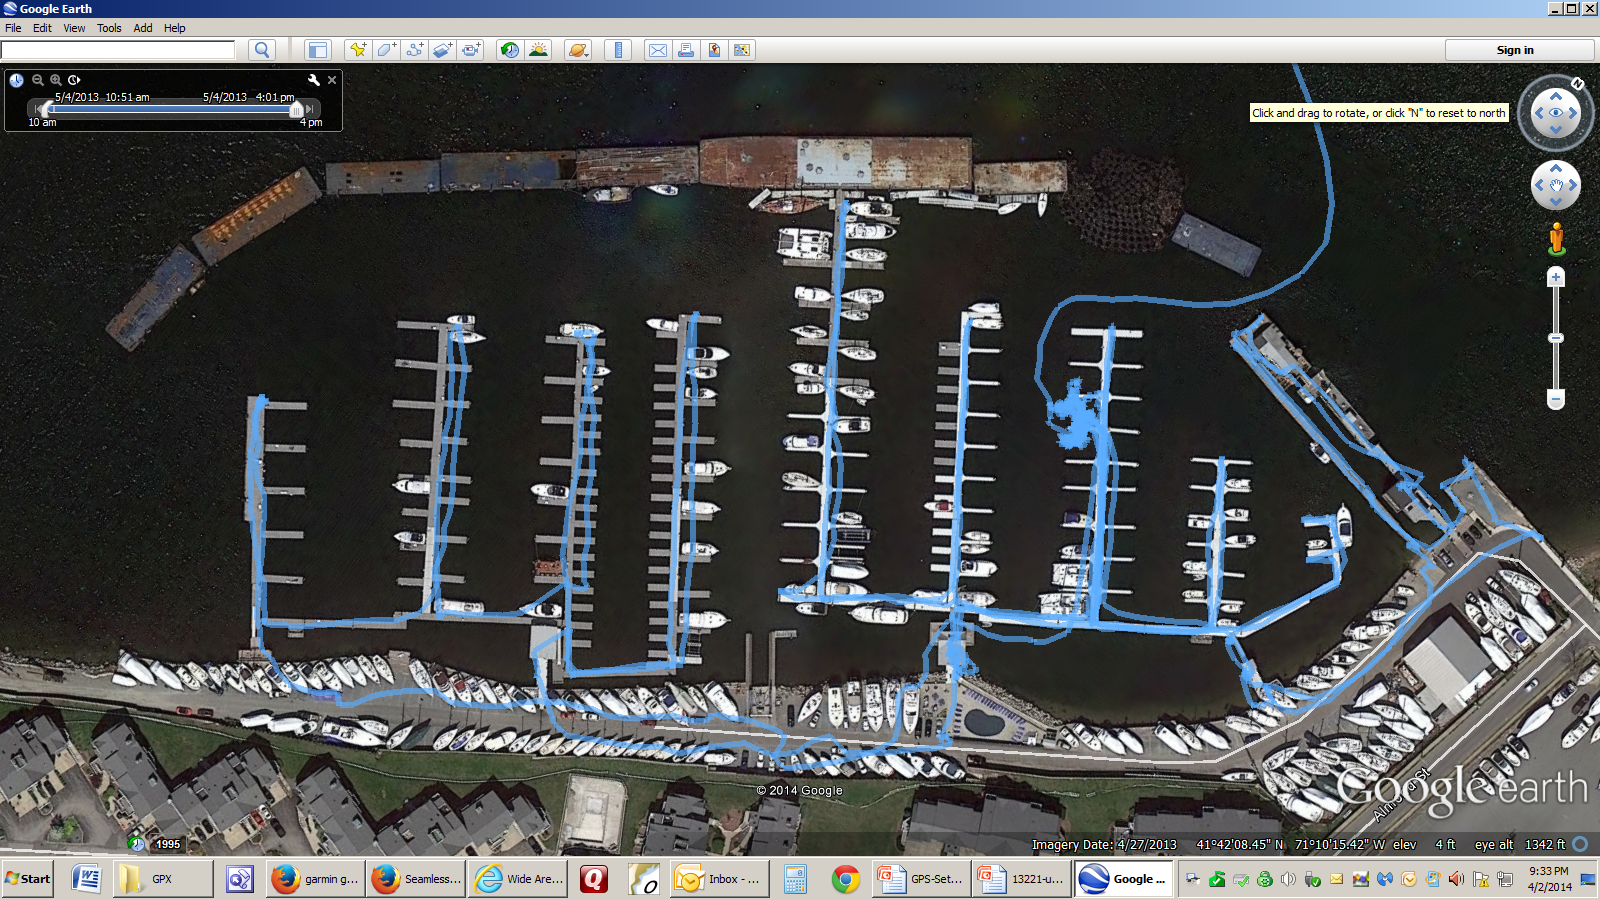 Google Earth
File Edit View Tools Add Help
Sign in
5/4/2013 10:51 am
5/4/2013 4:01 pm
10 am
4 pm
Click and drag to rotate, or click "N" to reset to north
N
© 2014 Google
Almond St
Google earth
1995
Imagery Date: 4/27/2013 41°42'08.45" N 71°10'15.42" W elev 4 ft eye alt 1342 ft
Start
GPX
garmin g...
Seamless...
Wide Are...
Q
O
Inbox - ...
GPS-Set...
13221-u...
Google ...
9:33 PM
4/2/2014